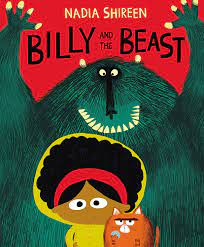 NADIA SHIREEN
BILLY AND THE BEAST